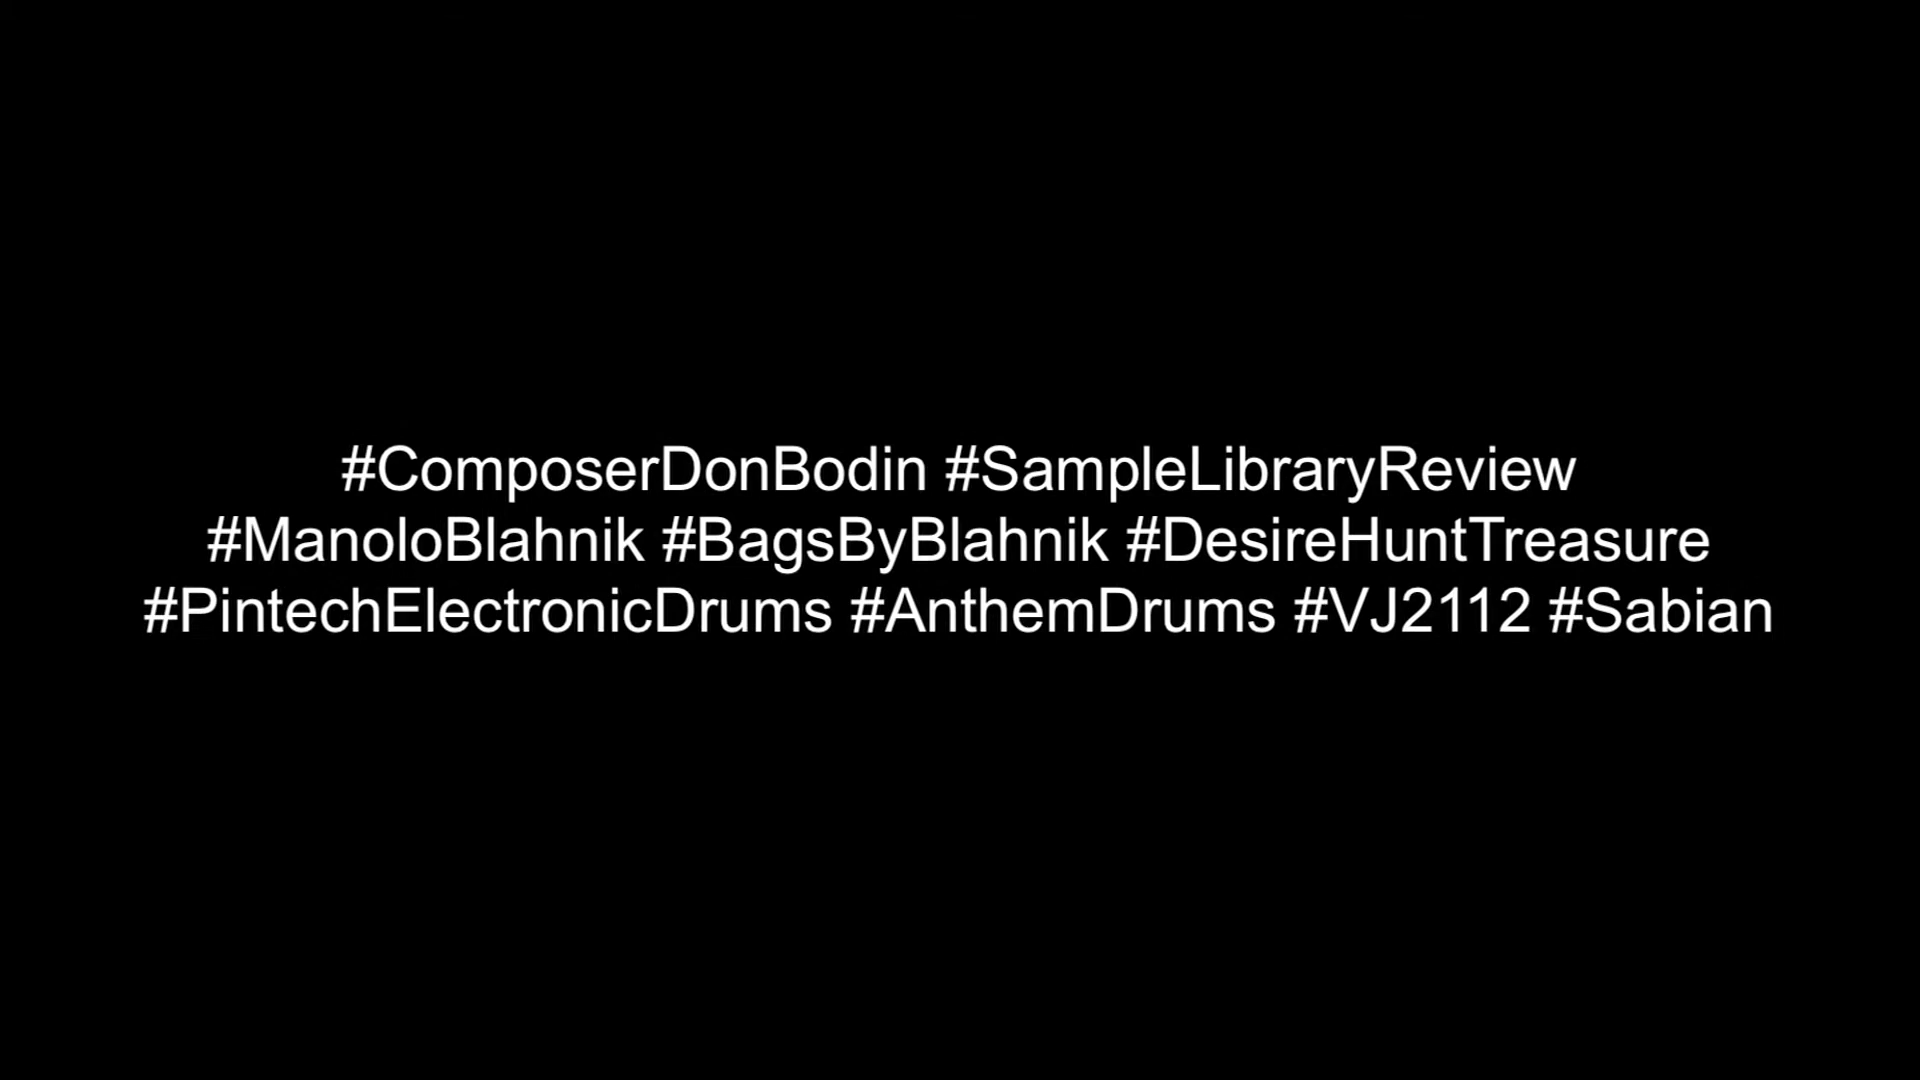 #ComposerDonBodin #SampleLibraryReview
#ManoloBlahnik #BagsByBlahnik #DesireHuntTreasure
#PintechElectronicDrums #AnthemDrums #VJ2112 #Sabian